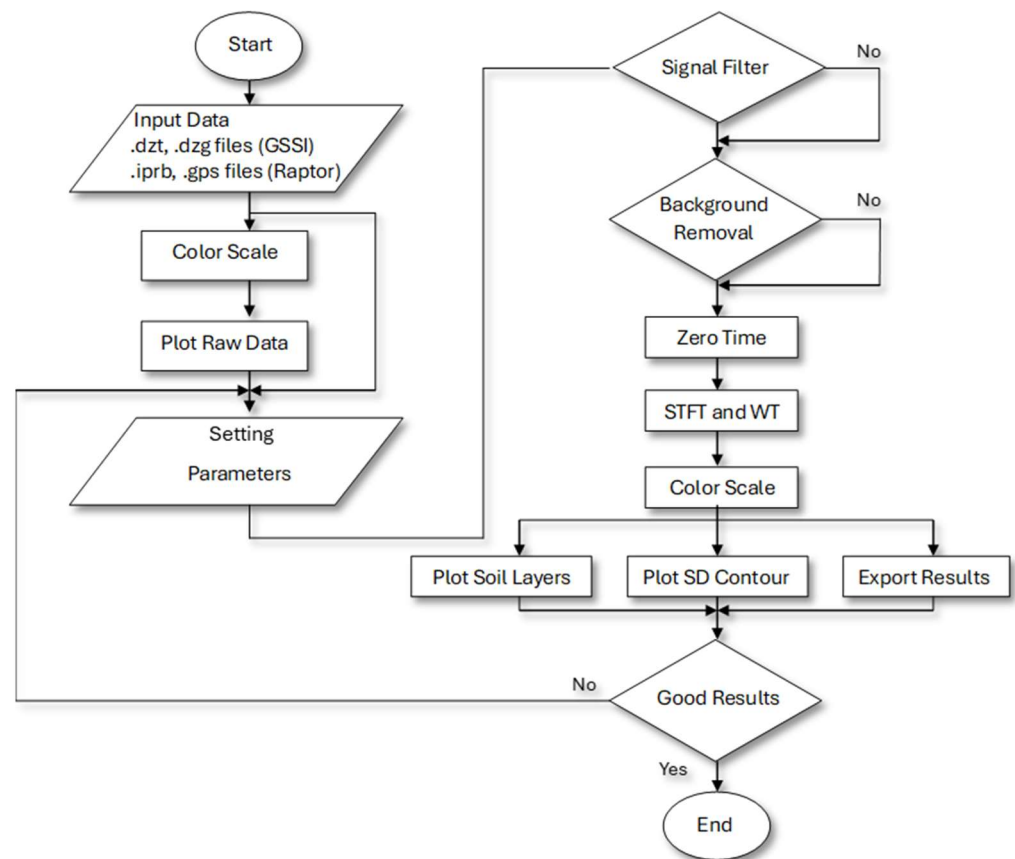 Start
Input Data
.dzt, .dzg files (GSSI)
.iprb, .gps files (Raptor)
Color Scale
Plot Raw Data
Setting
Parameters
Signal Filter
No
Background
Removal
No
Zero Time
STFT and WT
Color Scale
Plot Soil Layers
Plot SD Contour
Export Results
Good Results
No
Yes
End